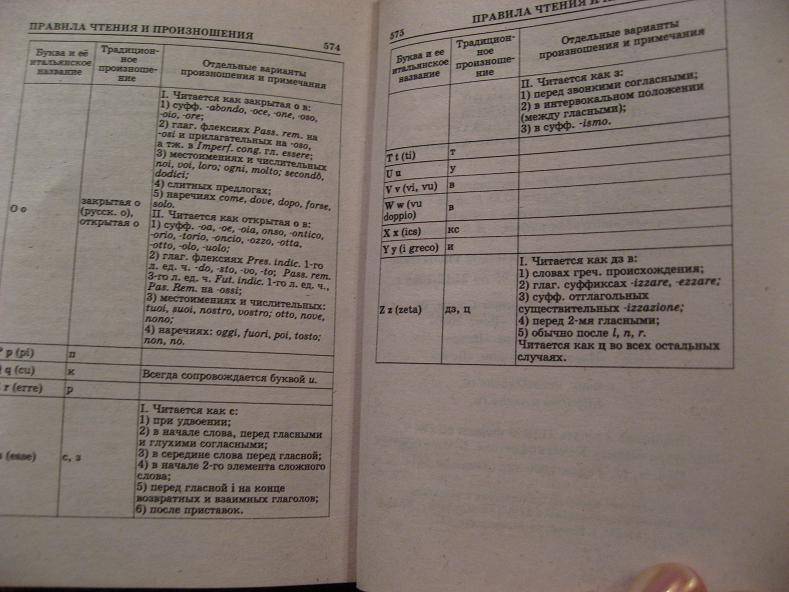 ПРАВИЛА ЧТЕНИЯ И ПРОИЗНОШЕНИЯ
574
Буква и её
итальянское
название
Традицион-
ное
произноше-
ние
Отдельные варианты
произношения и примечания
O o
закрытая о
(русск. о),
открытая о
I. Читается как закрытая о в:
1) суфф. -abondo, -oce, -one, -oso,
-oio, -ore;
2) глаг. флексиях Pass. rem. на
-osi и прилагательных на -oso,
а тж. в Imperf. cong. гл. essere;
3) местоимениях и числительных
noi, voi, loro; ogni, molto; secondo,
dodici;
4) слитных предлогах;
5) наречиях come, dove, dopo, forse,
solo.
II. Читается как открытая о в:
1) суфф. -oa, -oe, -oia, onso, -ontico,
-orio, -torio, -oncio, -ozzo, -otta,
-otto, -olo, -uolo;
2) глаг. флексиях Pres. indic. 1-го
л. ед. ч. -do, -sto, -vo, -to; Pass. rem.
3-го л. ед. ч. Fut. indic. 1-го л. ед. ч.,
Pas. Rem. на -ossi;
3) местоимениях и числительных:
tuoi, suoi, nostro, vostro; otto, nove,
nono;
4) наречиях: oggi, fuori, poi, tosto;
non, no.
P p (pi)
п
q (cu)
к
Всегда сопровождается буквой u.
r (erre)
р
(esse)
с, з
I. Читается как с:
1) при удвоении;
2) в начале слова, перед гласными
и глухими согласными;
3) в середине слова перед гласной;
4) в начале 2-го элемента сложного
слова;
5) перед гласной i на конце
возвратных и взаимных глаголов;
6) после приставок.
575
ПРАВИЛА ЧТЕНИЯ И
Буква и ее
итальянское
название
Традицион-
ное
произноше-
ние
Отдельные варианты
произношения и примечания
II. Читается как з:
1) перед звонкими согласными;
2) в интервокальном положении
(между гласными);
3) в суфф. -ismo.
T t (ti)
т
U u
у
V v (vi, vu)
в
W w (vu
doppio)
в
X x (ics)
кс
Y y (i greco)
и
Z z (zeta)
дз, ц
I. Читается как дз в:
1) словах греч. происхождения;
2) глаг. суффиксах -izzare, -ezzare;
3) суфф. отглагольных
существительных -izzazione;
4) перед 2-мя гласными;
5) обычно после l, n, r.
Читается как ц во всех остальных
случаях.